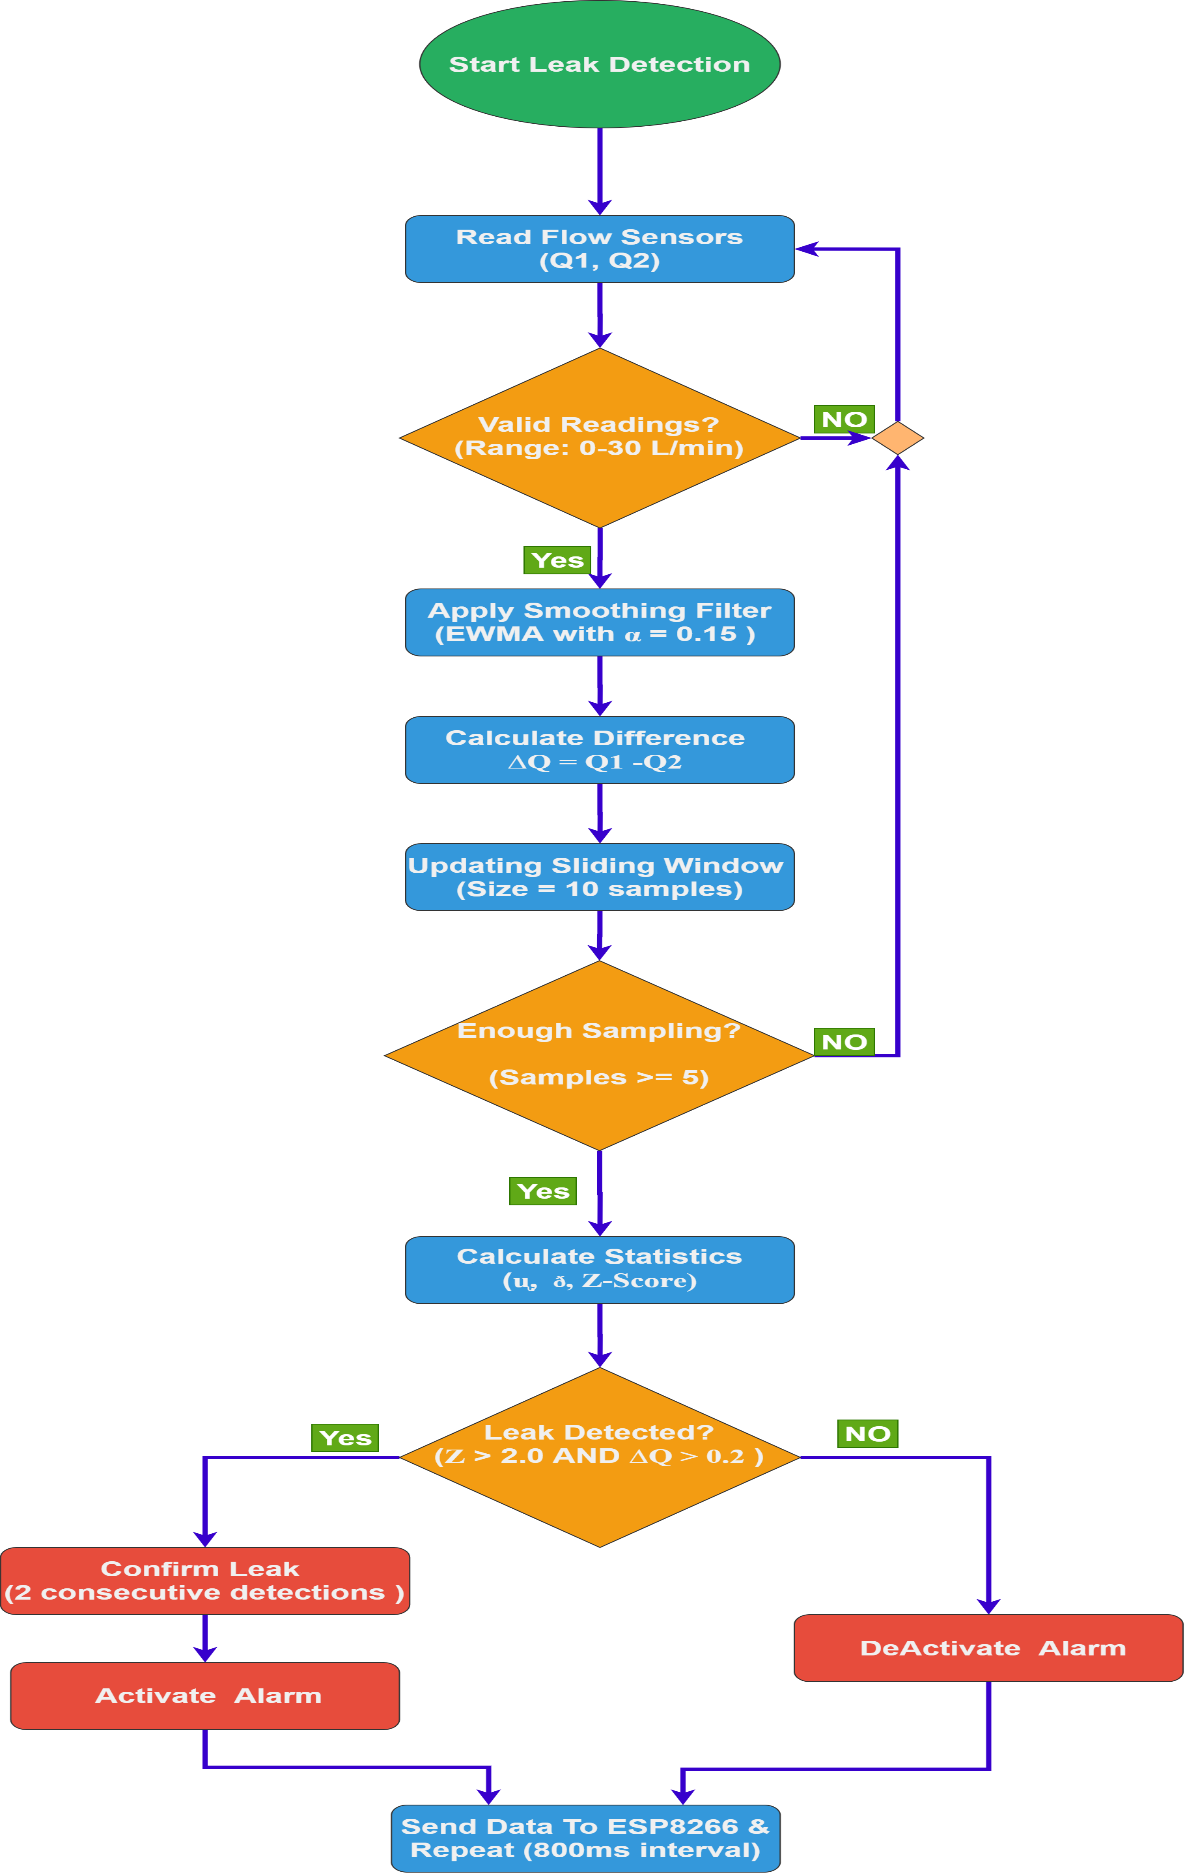 Start Leak Detection
Read Flow Sensors
(Q1, Q2)
Valid Readings?
(Range: 0-30 L/min)
NO
Yes
Apply Smoothing Filter
(EWMA with α = 0.15 )
Calculate Difference
ΔQ = Q1 -Q2
Updating Sliding Window
(Size = 10 samples)
Enough Sampling?
(Samples >= 5)
NO
Yes
Calculate Statistics
(ų, ð, Z-Score)
Leak Detected?
(Z > 2.0 AND ΔQ > 0.2 )
Yes
NO
Confirm Leak
(2 consecutive detections )
Activate Alarm
DeActivate Alarm
Send Data To ESP8266 &
Repeat (800ms interval)